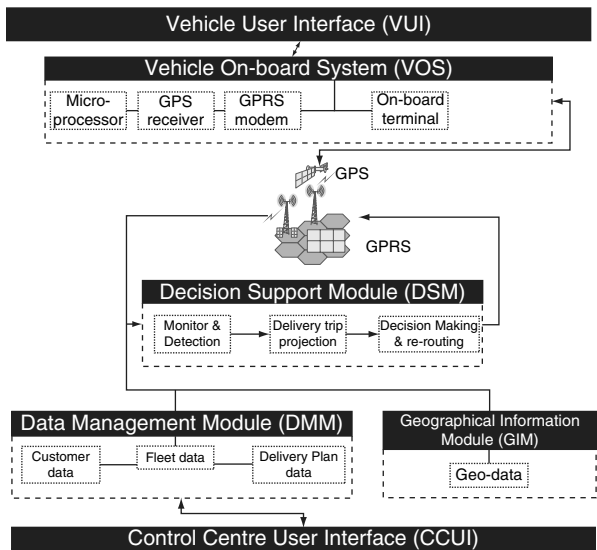 Vehicle User Interface (VUI)
Vehicle On-board System (VOS)
Micro-
processor
GPS
receiver
GPRS
modem
On-board
terminal
GPS
GPRS
Decision Support Module (DSM)
Monitor &
Detection
Delivery trip
projection
Decision Making
& re-routing
Data Management Module (DMM)
Customer
data
Fleet data
Delivery Plan
data
Geographical Information
Module (GIM)
Geo-data
Control Centre User Interface (CCUI)